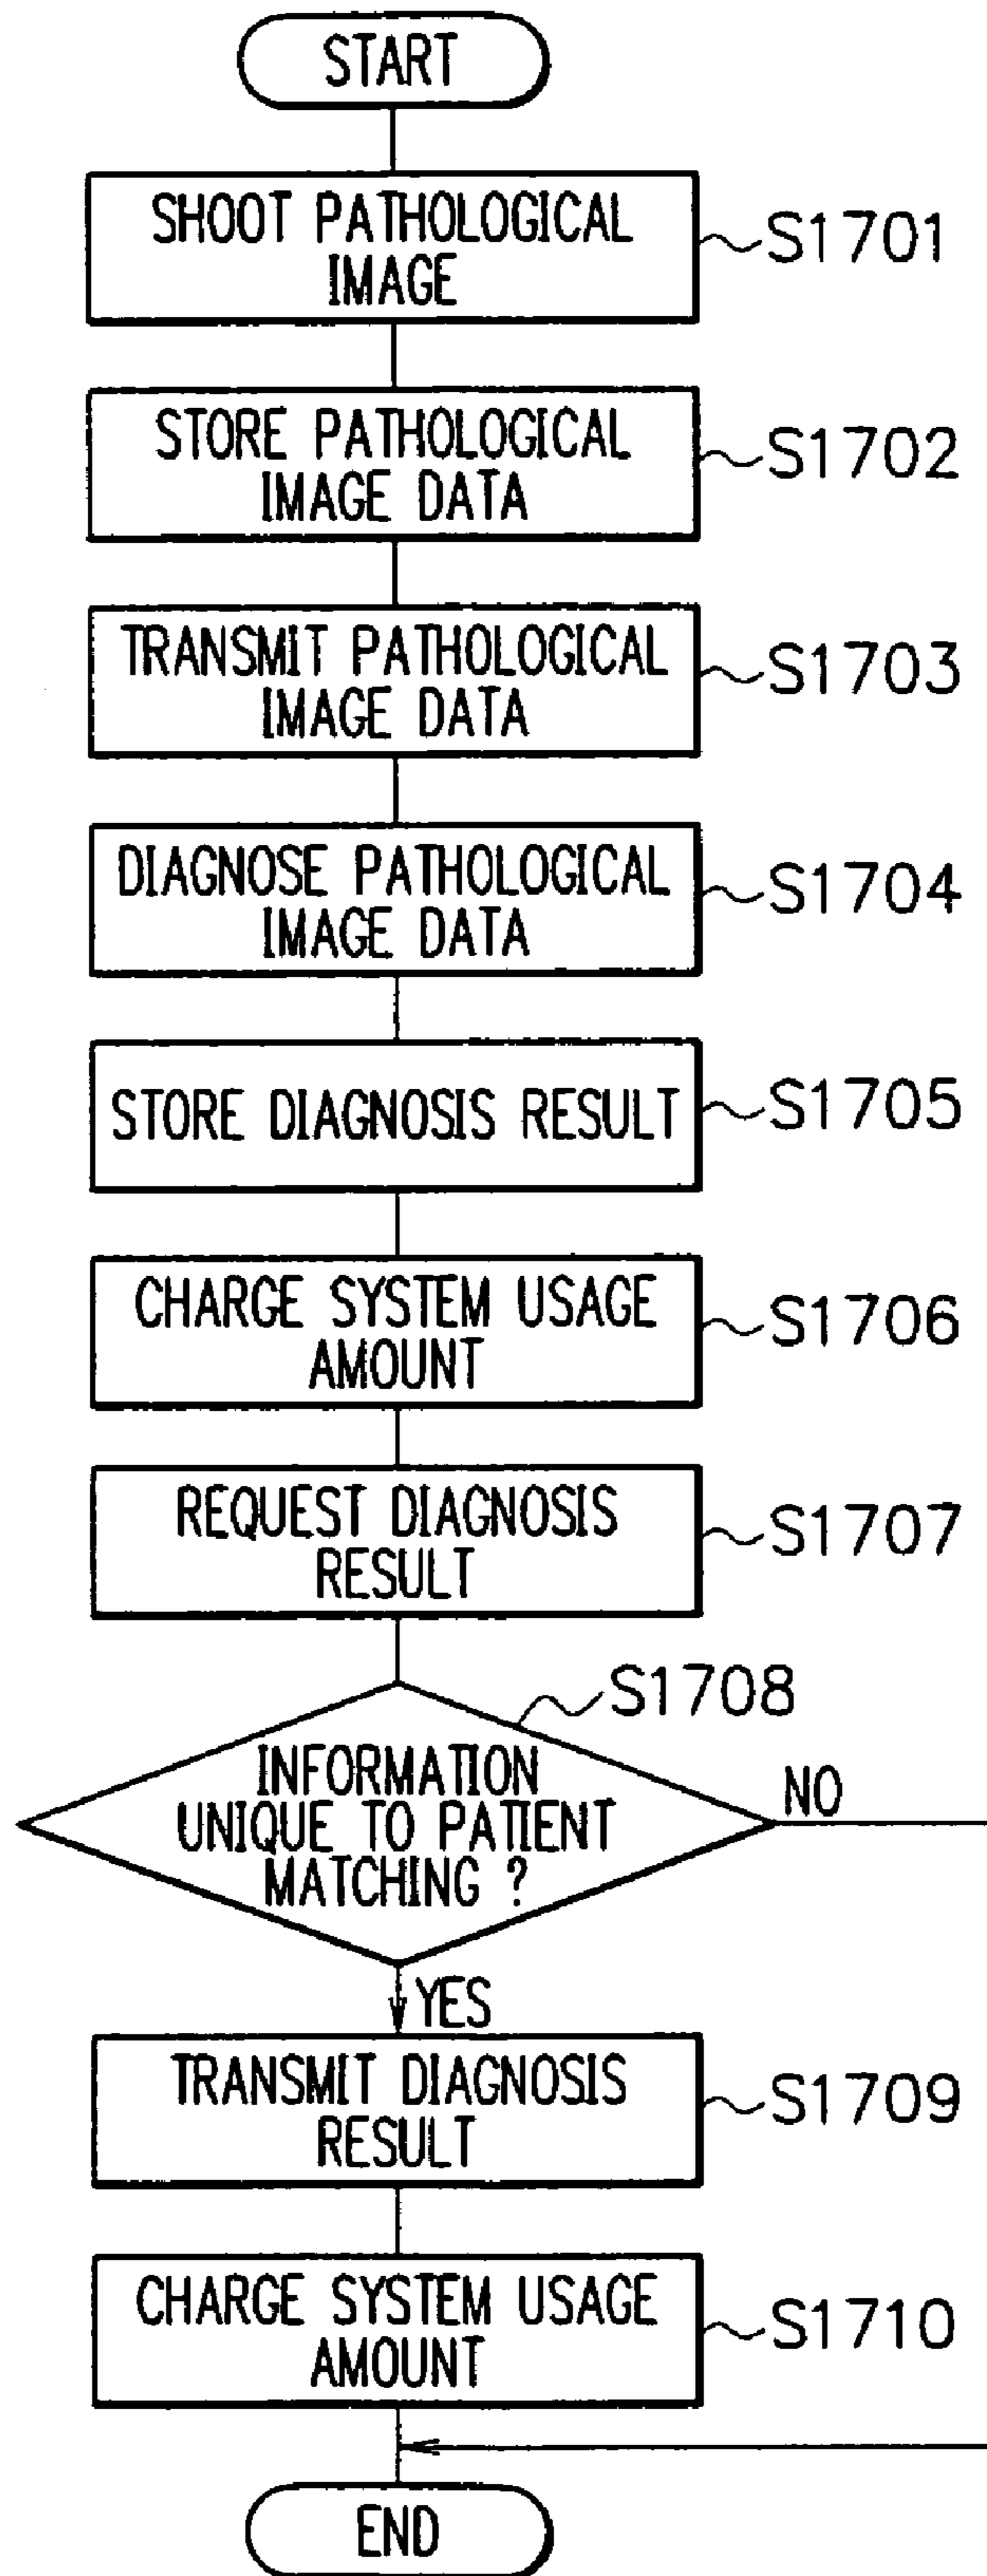 START
SHOOT PATHOLOGICAL
IMAGE
S1701
STORE PATHOLOGICAL
IMAGE DATA
S1702
TRANSMIT PATHOLOGICAL
IMAGE DATA
S1703
DIAGNOSE PATHOLOGICAL
IMAGE DATA
S1704
STORE DIAGNOSIS RESULT
S1705
CHARGE SYSTEM USAGE
AMOUNT
S1706
REQUEST DIAGNOSIS
RESULT
S1707
S1708
INFORMATION
UNIQUE TO PATIENT
MATCHING ?
NO
YES
TRANSMIT DIAGNOSIS
RESULT
S1709
CHARGE SYSTEM USAGE
AMOUNT
S1710
END